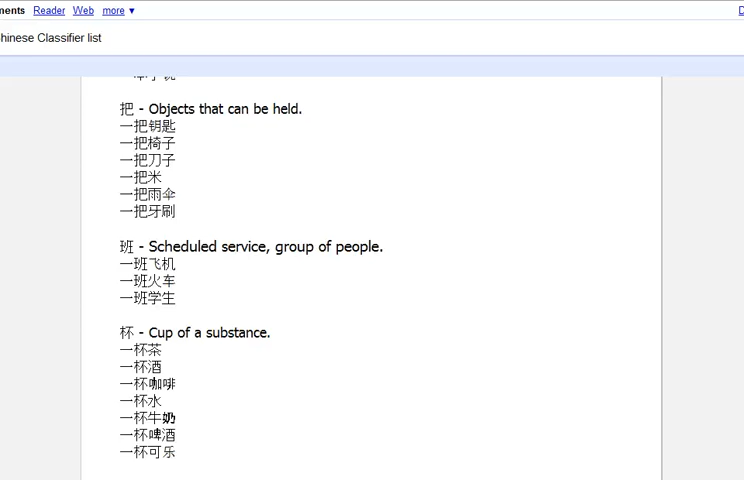 ments Reader Web more ▼ D
hinese Classifier list
把 - Objects that can be held.
一把钥匙
一把椅子
一把刀子
一把米
一把雨伞
一把牙刷
班 - Scheduled service, group of people.
一班飞机
一班火车
一班学生
杯 - Cup of a substance.
一杯茶
一杯酒
一杯咖啡
一杯水
一杯牛奶
一杯啤酒
一杯可乐